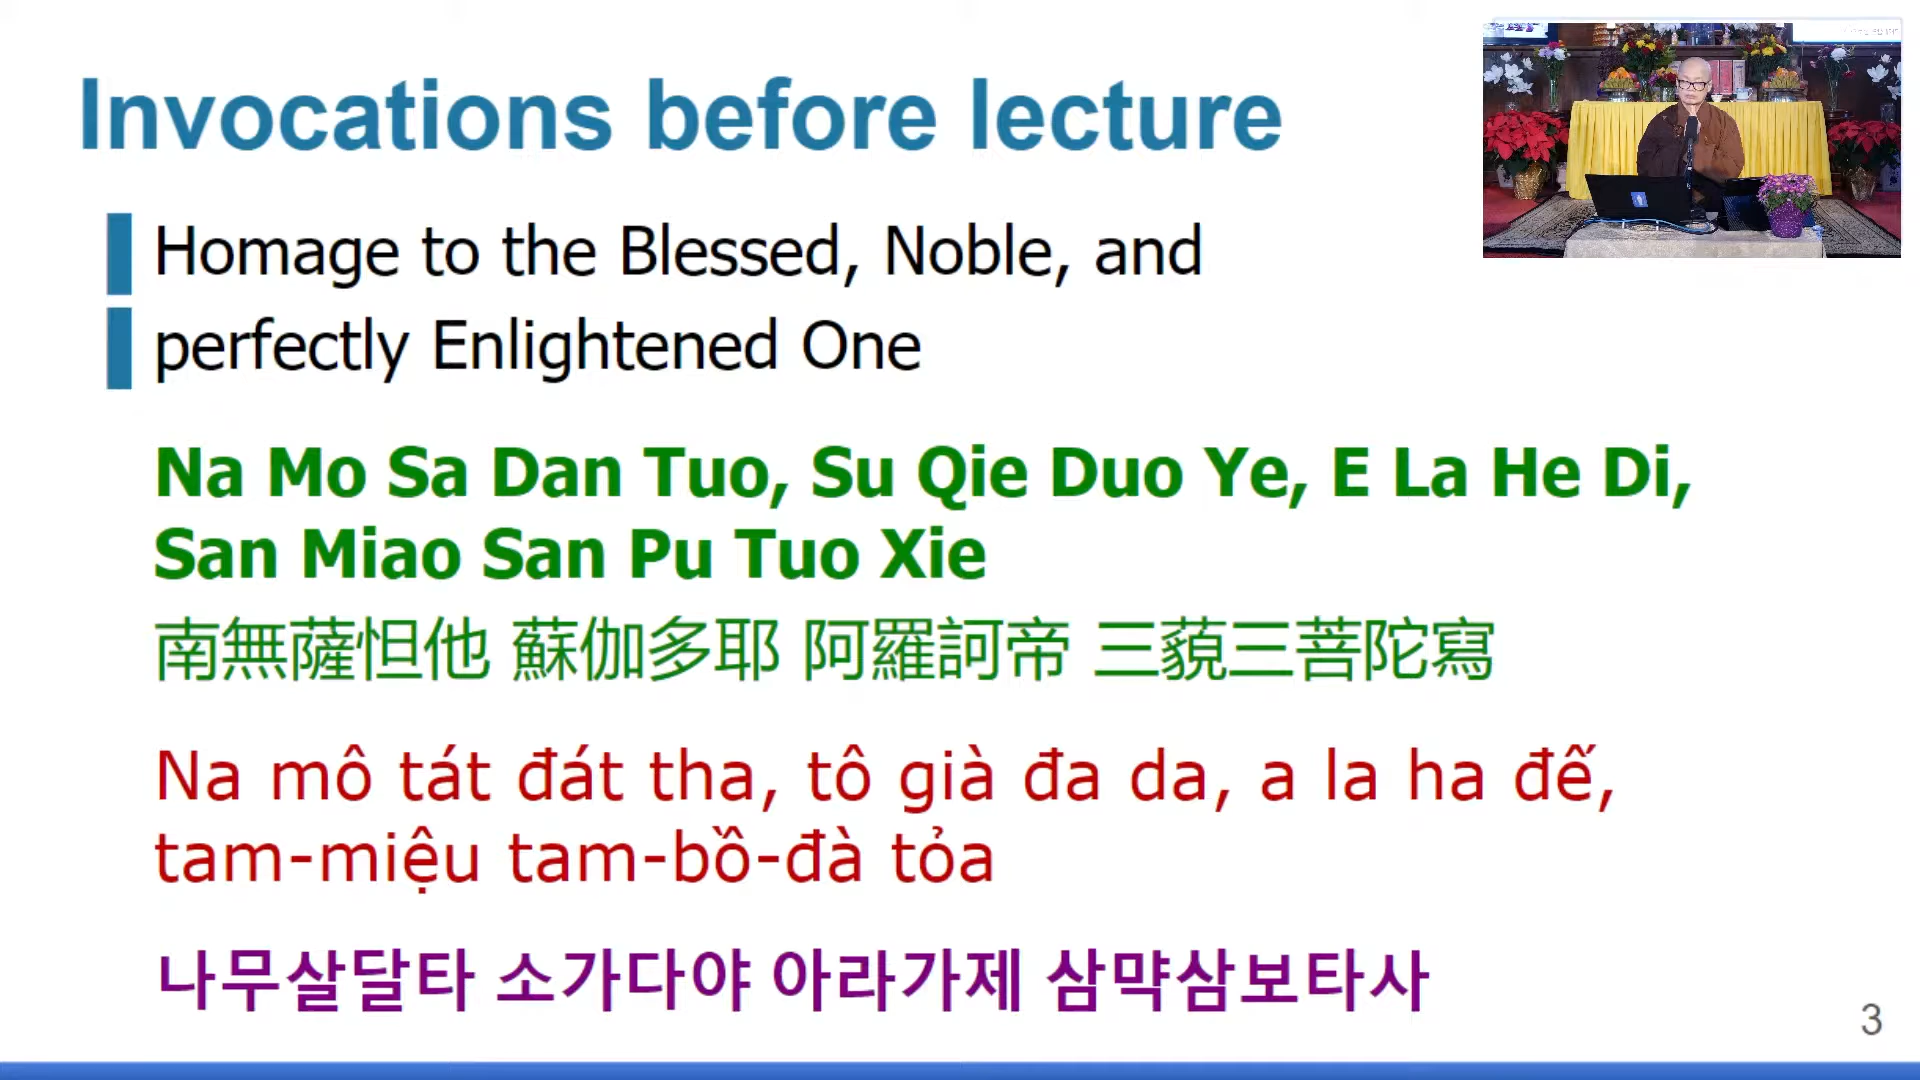 Invocations before lecture
Homage to the Blessed, Noble, and
perfectly Enlightened One
Na Mo Sa Dan Tuo, Su Qie Duo Ye, E La He Di,
San Miao San Pu Tuo Xie
南無薩怛他 蘇伽多耶 阿羅訶帝 三藐三菩陀寫
Na mô tát đát tha, tô già đa da, a la ha đế,
tam-miệu tam-bồ-đà tỏa
나무살달타 소가다야 아라가제 삼먁삼보타사
3